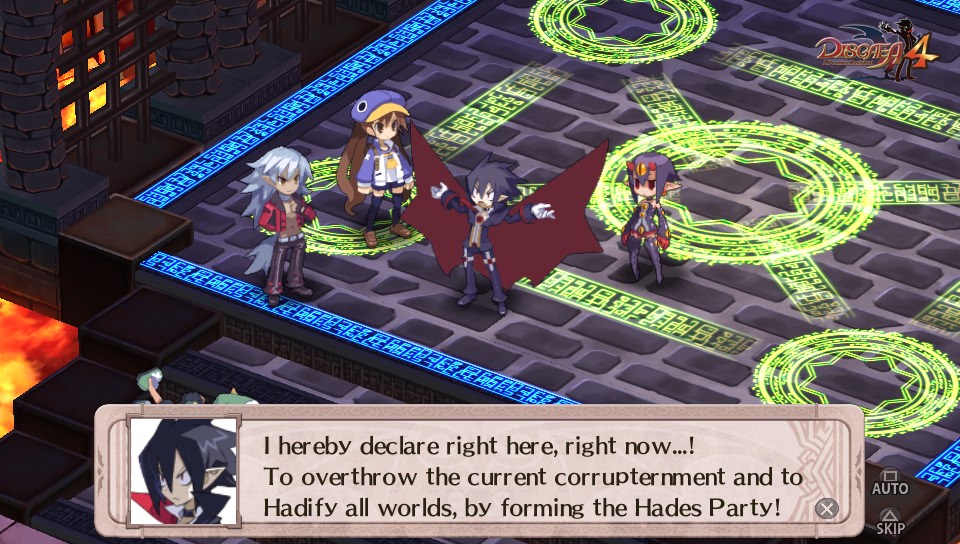 DISGAEA 4
I hereby declare right here, right now...!
To overthrow the current corrupternment and to
Hadify all worlds, by forming the Hades Party!
AUTO
SKIP